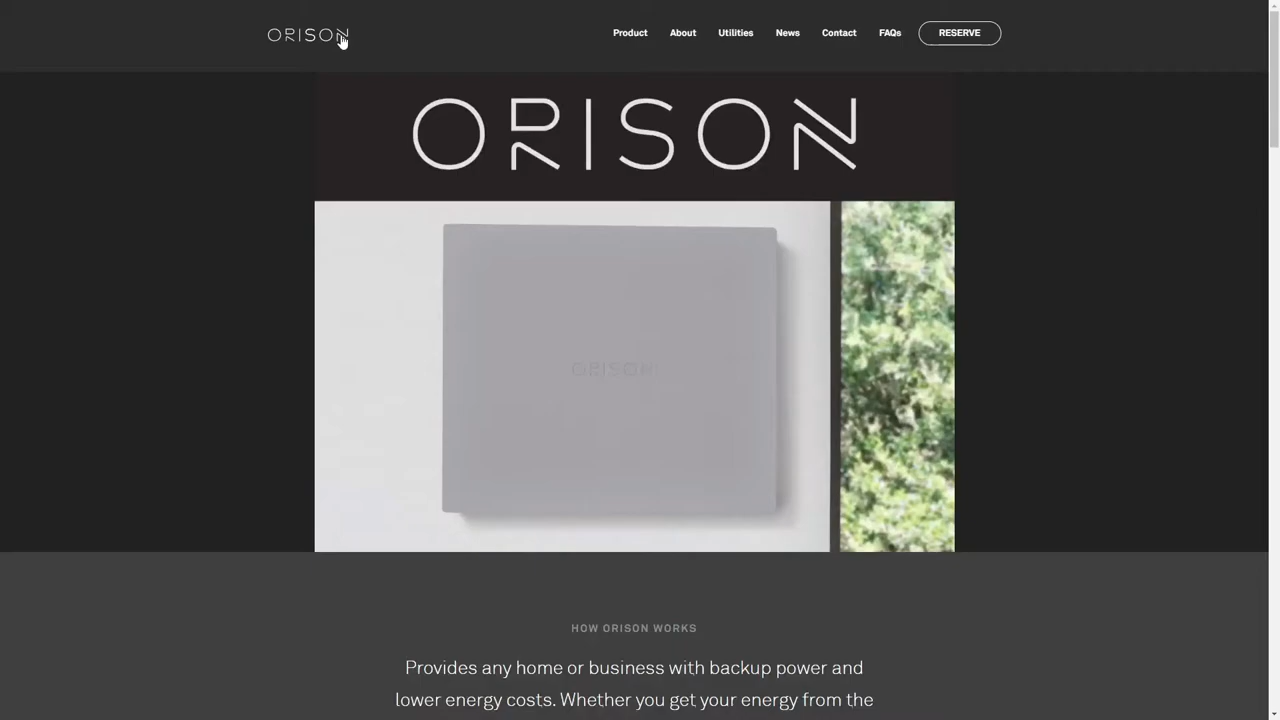 ORISON
Product
About
Utilities
News
Contact
FAQs
RESERVE
ORISON
ORISON
HOW ORISON WORKS
Provides any home or business with backup power and
lower energy costs. Whether you get your energy from the